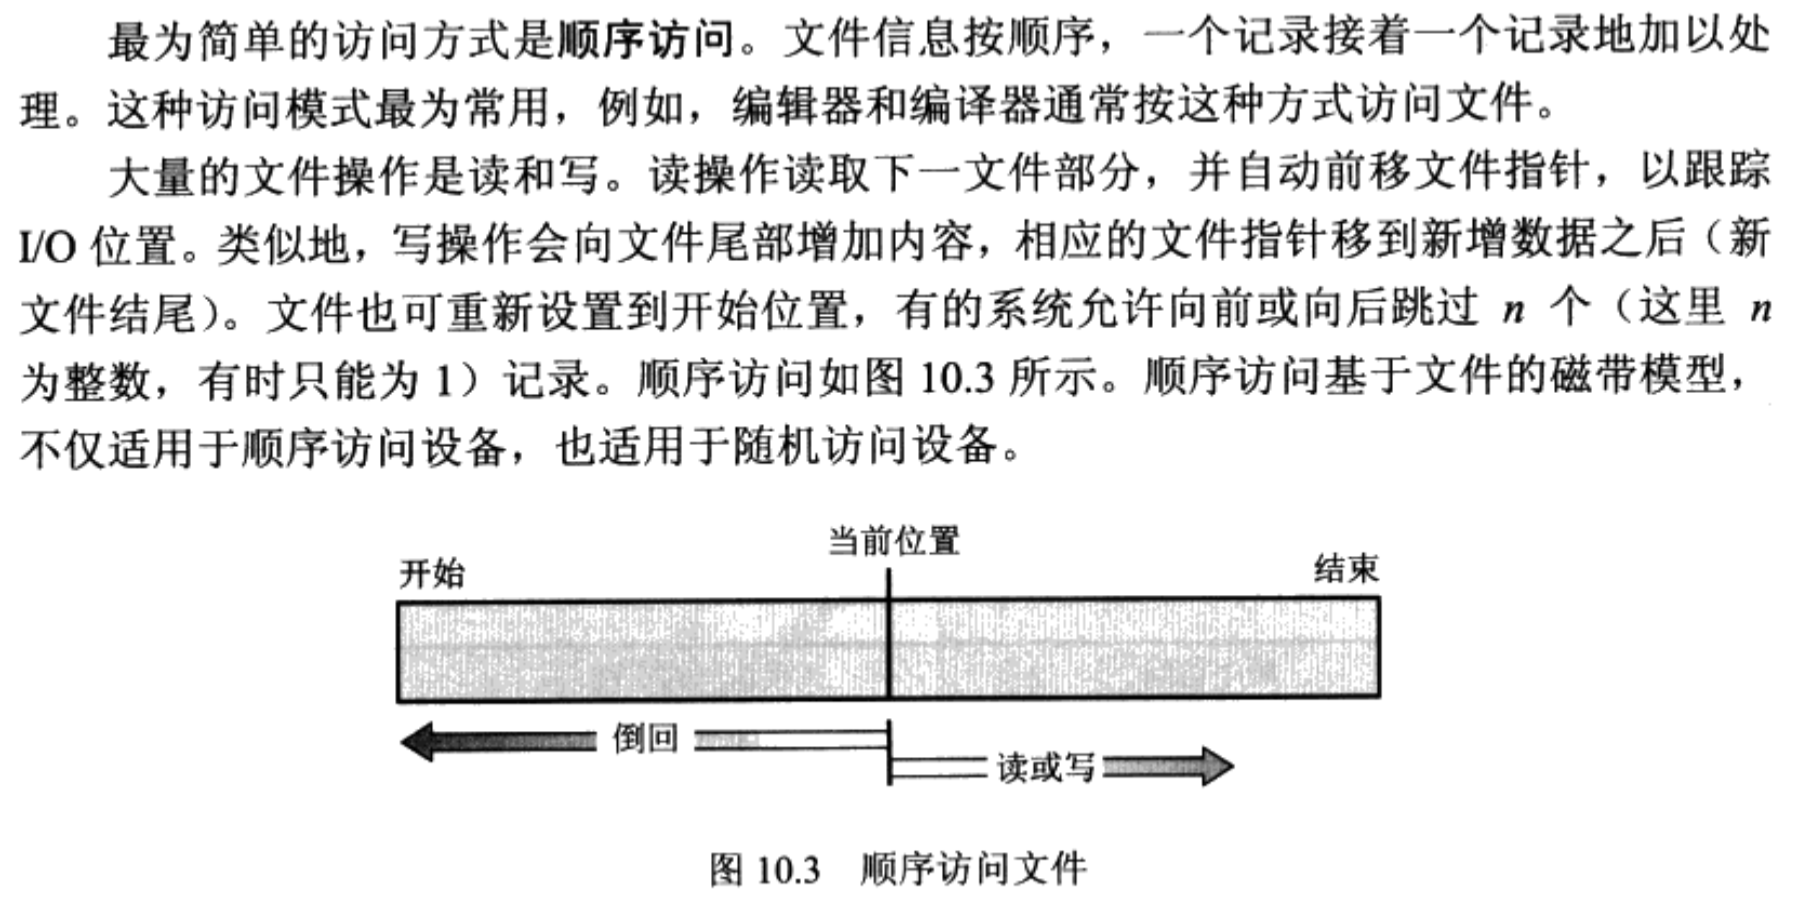 最为简单的访问方式是顺序访问。文件信息按顺序，一个记录接着一个记录地加以处
理。这种访问模式最为常用，例如，编辑器和编译器通常按这种方式访问文件。
大量的文件操作是读和写。读操作读取下一文件部分，并自动前移文件指针，以跟踪
I/O 位置。类似地，写操作会向文件尾部增加内容，相应的文件指针移到新增数据之后（新
文件结尾）。文件也可重新设置到开始位置，有的系统允许向前或向后跳过 n 个（这里 n
为整数，有时只能为 1）记录。顺序访问如图 10.3 所示。顺序访问基于文件的磁带模型，
不仅适用于顺序访问设备，也适用于随机访问设备。
当前位置
开始
结束
倒回
读或写
图 10.3 顺序访问文件